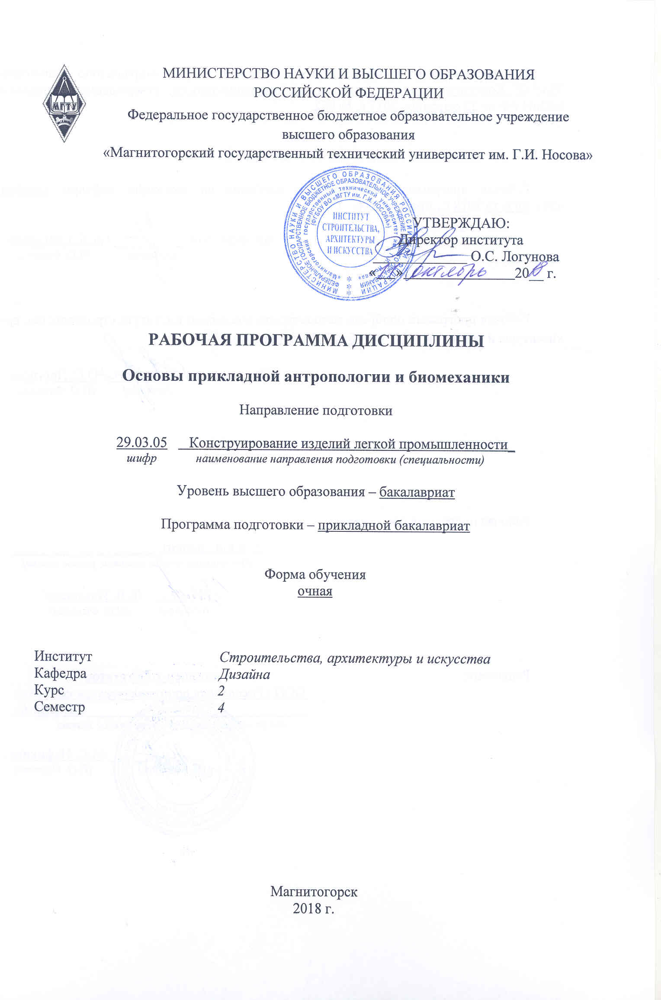 МИНИСТЕРСТВО НАУКИ И ВЫСШЕГО ОБРАЗОВАНИЯ
РОССИЙСКОЙ ФЕДЕРАЦИИ
Федеральное государственное бюджетное образовательное учреждение
высшего образования
«Магнитогорский государственный технический университет им. Г.И. Носова»
МГТУ
МИНИСТЕРСТВО НАУКИ И ВЫСШЕГО ОБРАЗОВАНИЯ РОССИЙСКОЙ ФЕДЕРАЦИИ
ФЕДЕРАЛЬНОЕ ГОСУДАРСТВЕННОЕ БЮДЖЕТНОЕ ОБРАЗОВАТЕЛЬНОЕ УЧРЕЖДЕНИЕ ВЫСШЕГО ОБРАЗОВАНИЯ
«Магнитогорский государственный технический университет им. Г.И. Носова»
(ФГБОУ ВО «МГТУ им. Г.И. НОСОВА»)
ИНСТИТУТ
СТРОИТЕЛЬСТВА,
АРХИТЕКТУРЫ
И ИСКУССТВА
УТВЕРЖДАЮ:
Директор института
О.С. Логунова
« » октябрь 2018 г.
РАБОЧАЯ ПРОГРАММА ДИСЦИПЛИНЫ
Основы прикладной антропологии и биомеханики
Направление подготовки
29.03.05 Конструирование изделий легкой промышленности
шифр наименование направления подготовки (специальности)
Уровень высшего образования – бакалавриат
Программа подготовки – прикладной бакалавриат
Форма обучения
очная
Институт Строительства, архитектуры и искусства
Кафедра Дизайна
Курс 2
Семестр 4
Магнитогорск
2018 г.